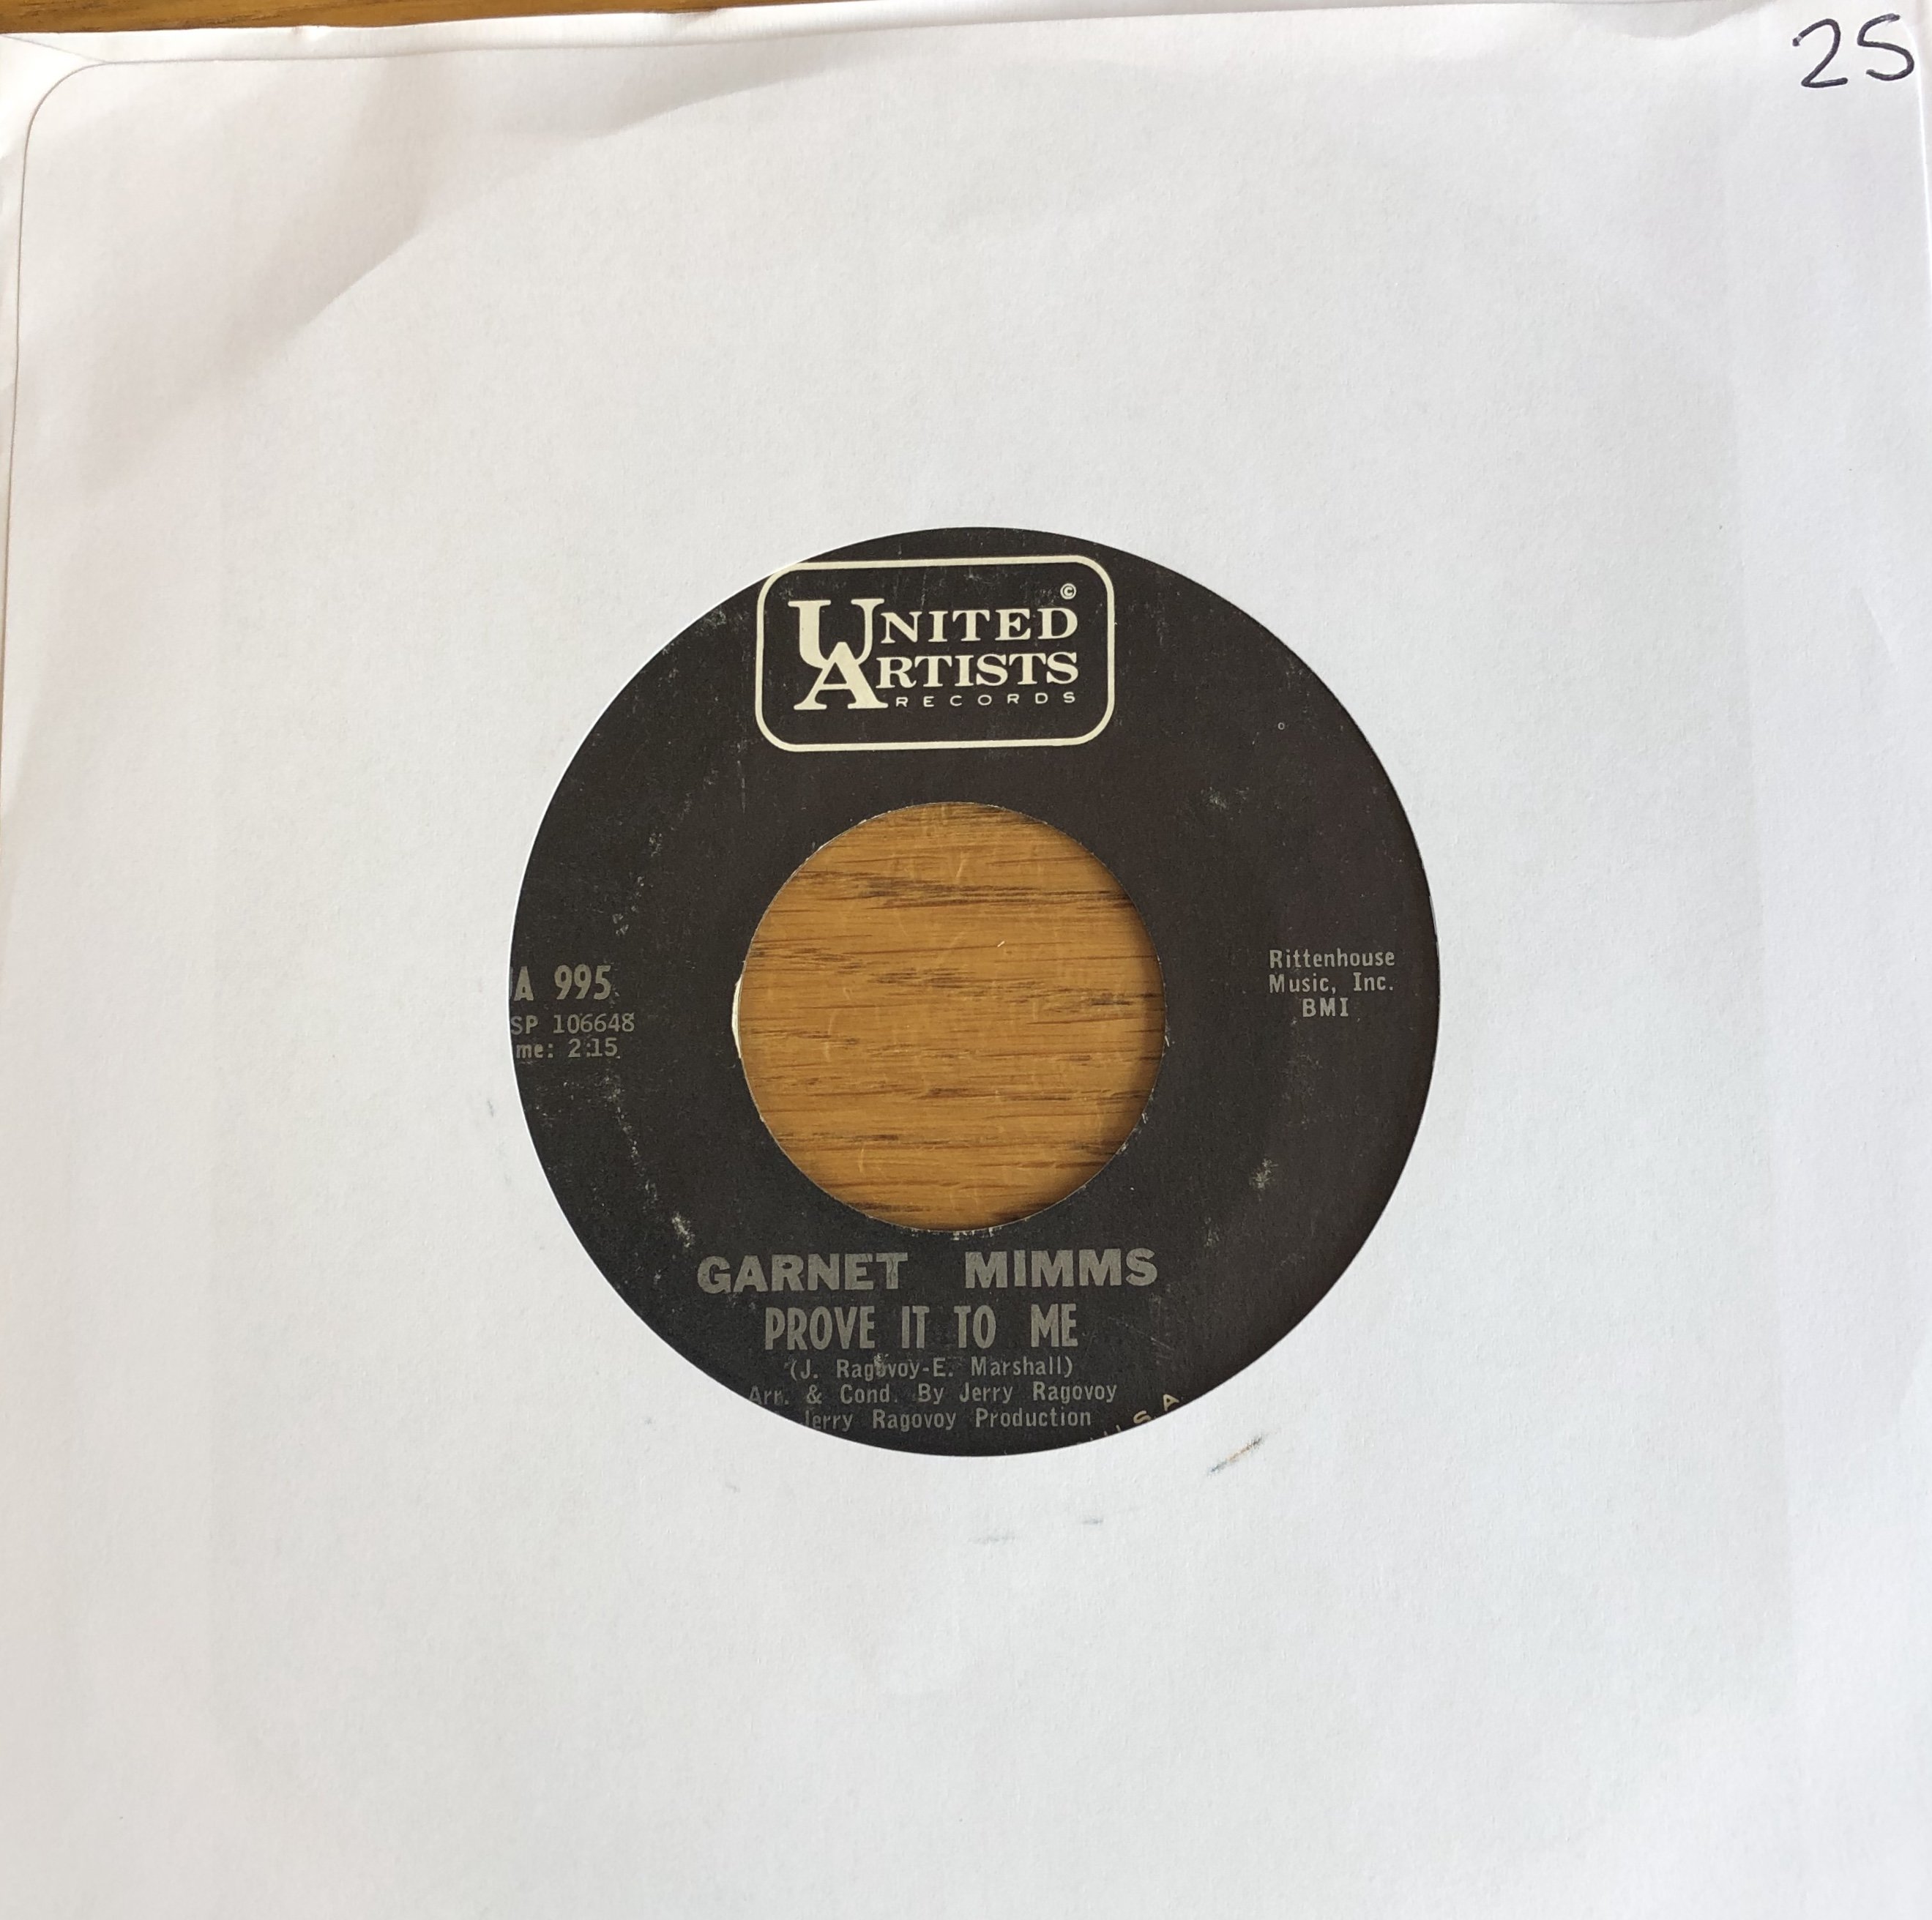 25
©
UNITED
ARTISTS
RECORDS
A 995
SP 106648
me: 2:15
Rittenhouse
Music, Inc.
BMI
GARNET MIMMS
PROVE IT TO ME
(J. Ragovoy-E. Marshall)
Arr. & Cond. By Jerry Ragovoy
Jerry Ragovoy Production
USA